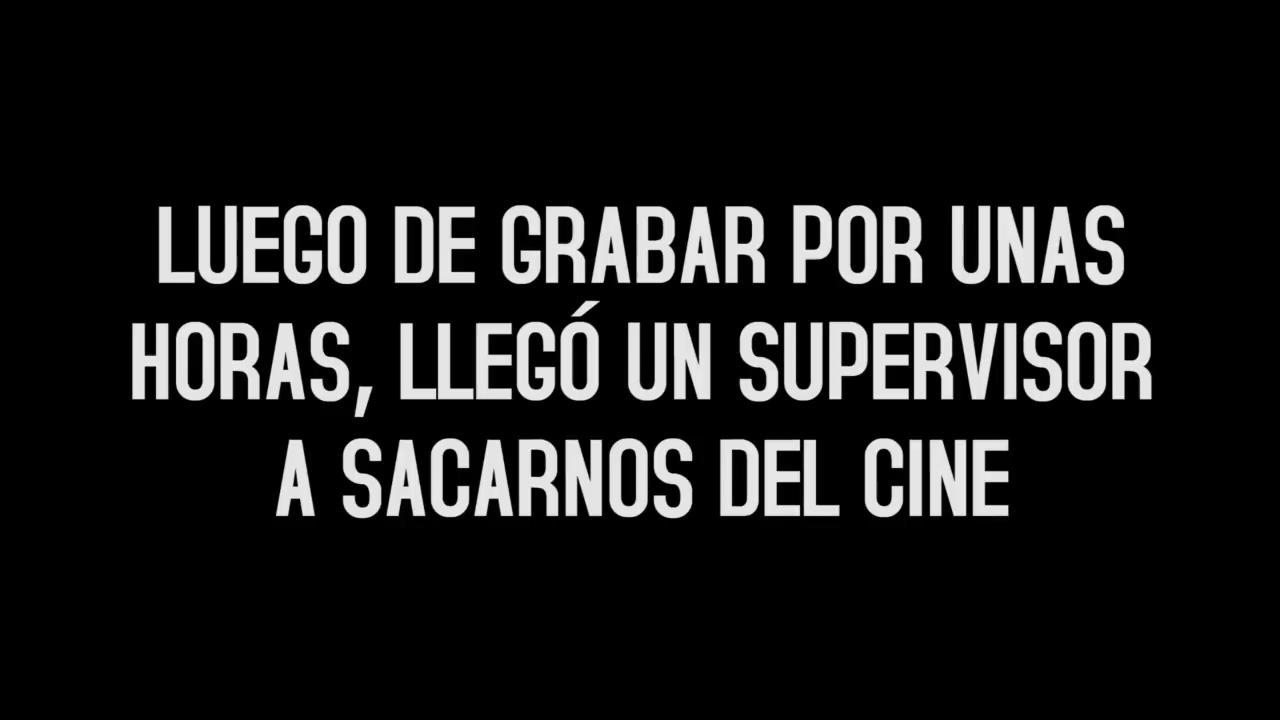 LUEGO DE GRABAR POR UNAS
HORAS, LLEGÓ UN SUPERVISOR
A SACARNOS DEL CINE